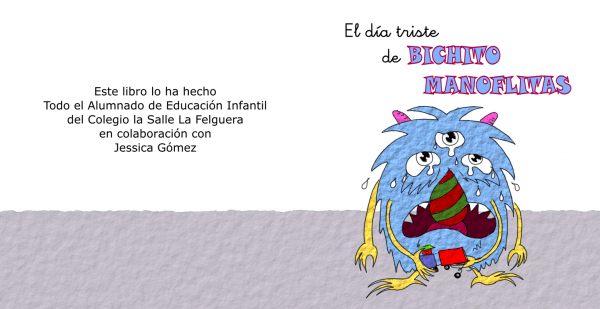 Este libro lo ha hecho
Todo el Alumnado de Educación Infantil
del Colegio la Salle La Felguera
en colaboración con
Jessica Gómez
El día triste
de BICHITO
MANOFLITAS